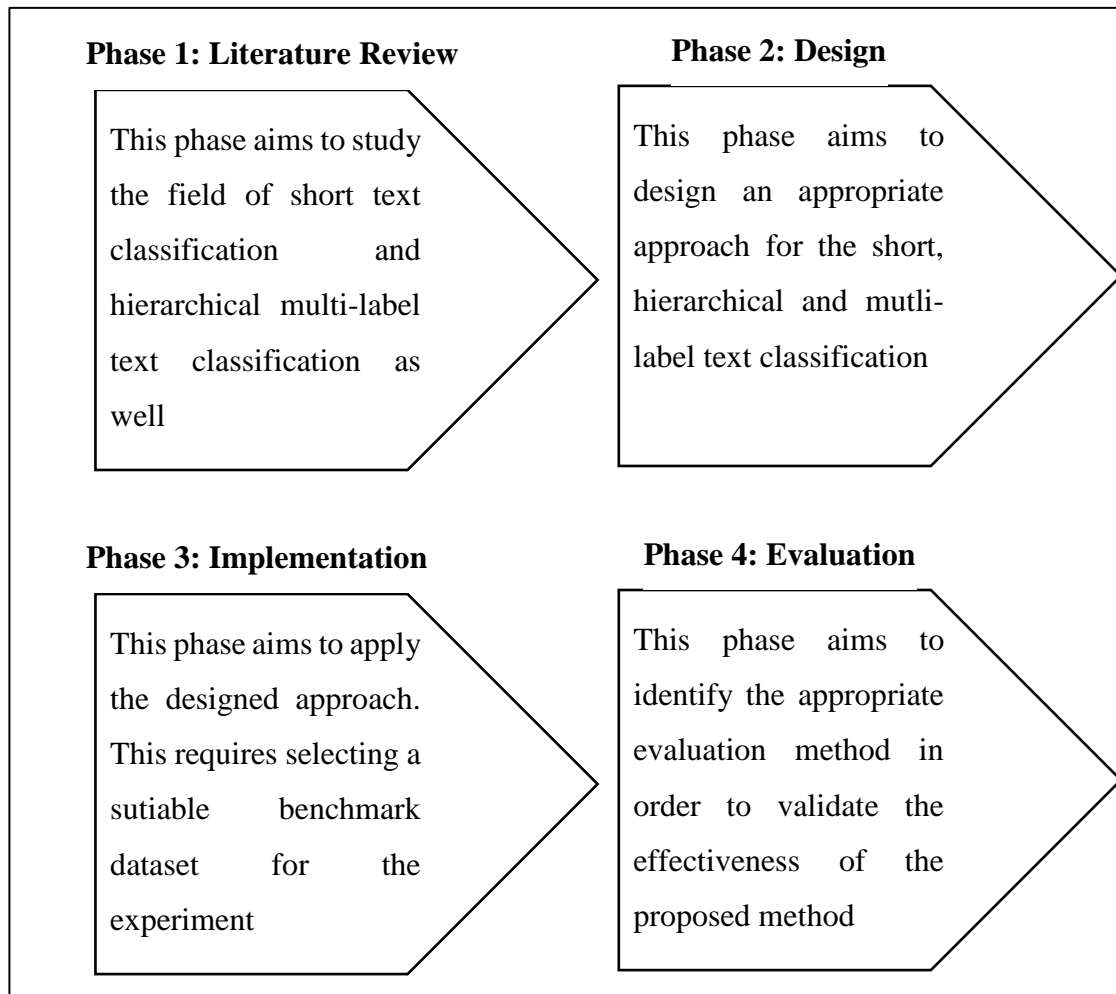 Phase 1: Literature Review
This phase aims to study
the field of short text
classification and
hierarchical multi-label
text classification as
well
Phase 2: Design
This phase aims to
design an appropriate
approach for the short,
hierarchical and mutli-
label text classification
Phase 3: Implementation
This phase aims to apply
the designed approach.
This requires selecting a
sutiable benchmark
dataset for the
experiment
Phase 4: Evaluation
This phase aims to
identify the appropriate
evaluation method in
order to validate the
effectiveness of the
proposed method